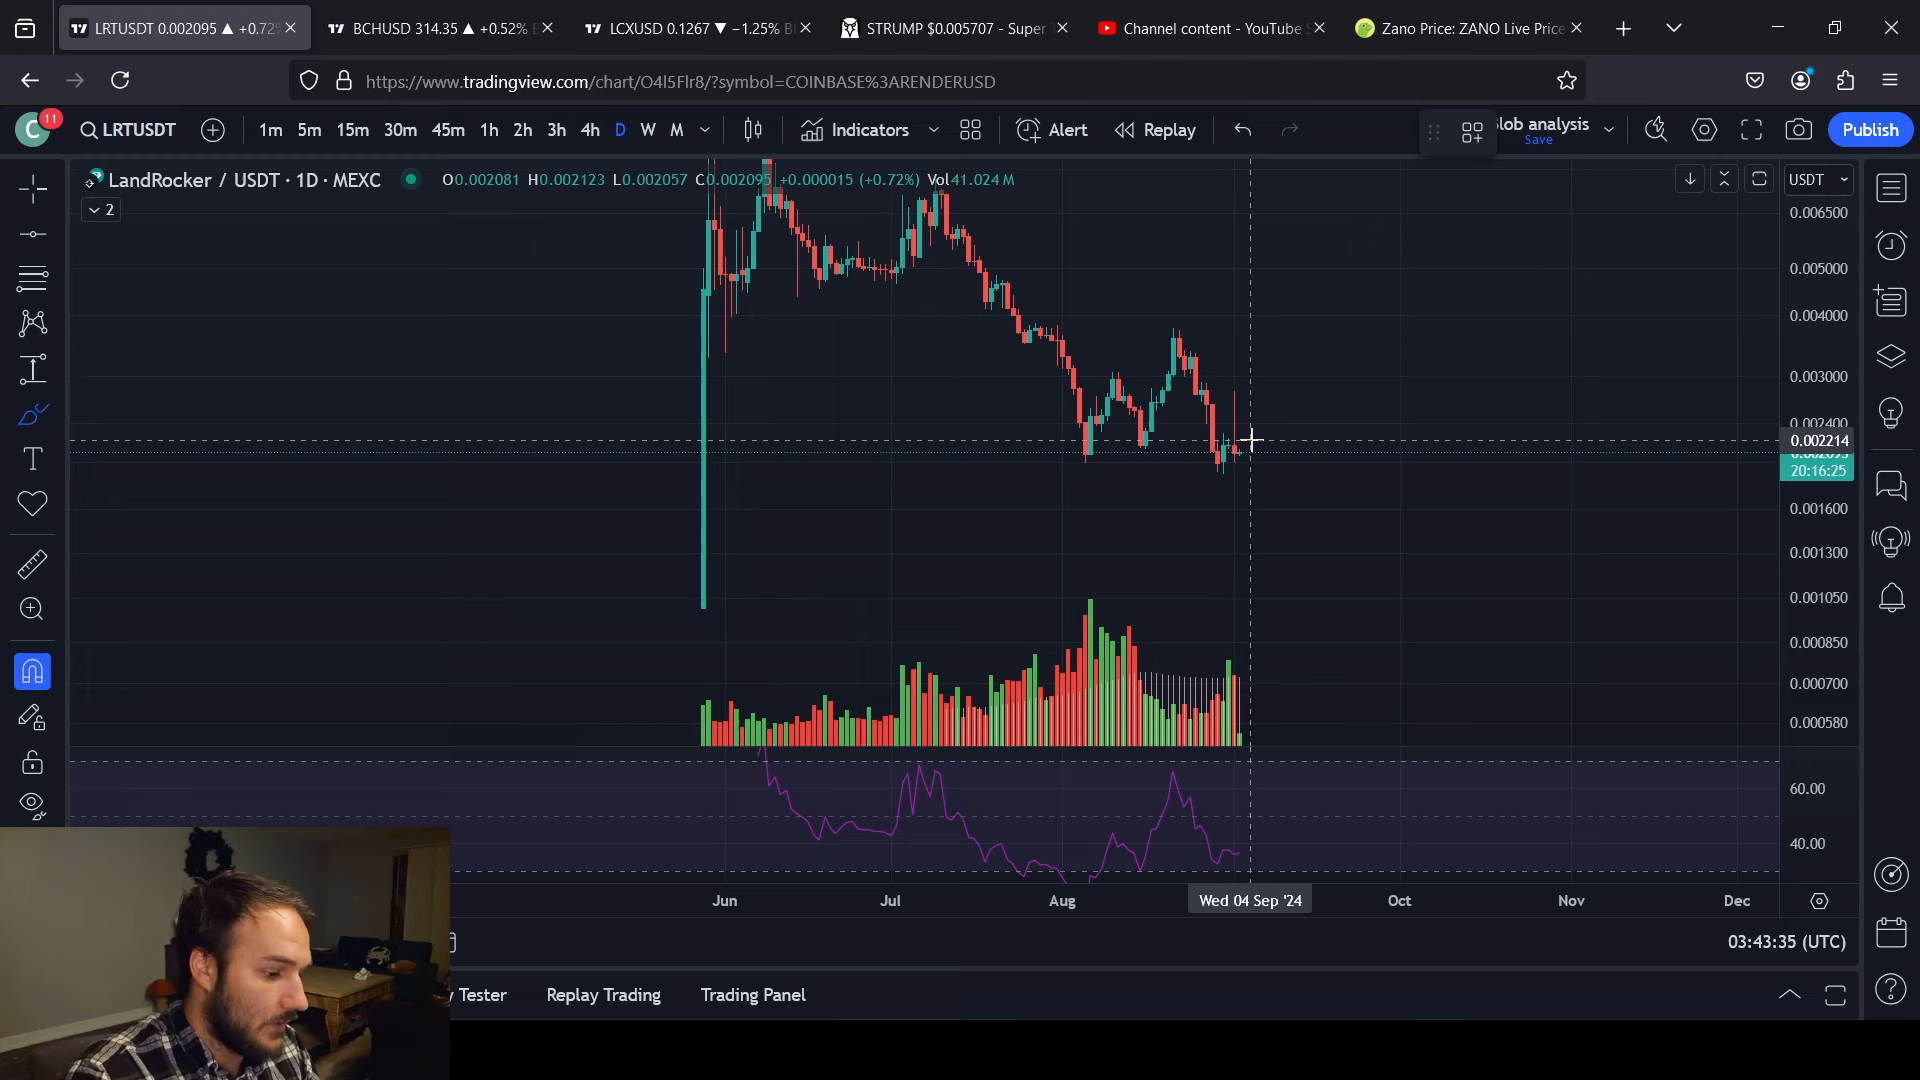 LRTUSDT 0.002095 ▲ +0.72%
BCHUSD 314.35 ▲ +0.52% B
LCXUSD 0.1267 ▼ −1.25% B
STRUMP $0.005707 - Super
Channel content - YouTube
Zano Price: ZANO Live Price
https://www.tradingview.com/chart/O4l5Flr8/?symbol=COINBASE%3ARENDERUSD
C
11
LRTUSDT
1m 5m 15m 30m 45m 1h 2h 3h 4h D W M
Indicators
Alert
Replay
lob analysis
Save
Publish
LandRocker / USDT · 1D · MEXC
O0.002081 H0.002123 L0.002057 C0.002095 +0.000015 (+0.72%) Vol41.024 M
2
USDT
0.006500
0.005000
0.004000
0.003000
0.002400
0.002214
20:16:25
0.001600
0.001300
0.001050
0.000850
0.000700
0.000580
60.00
40.00
Jun
Jul
Aug
Wed 04 Sep '24
Oct
Nov
Dec
03:43:35 (UTC)
y Tester
Replay Trading
Trading Panel